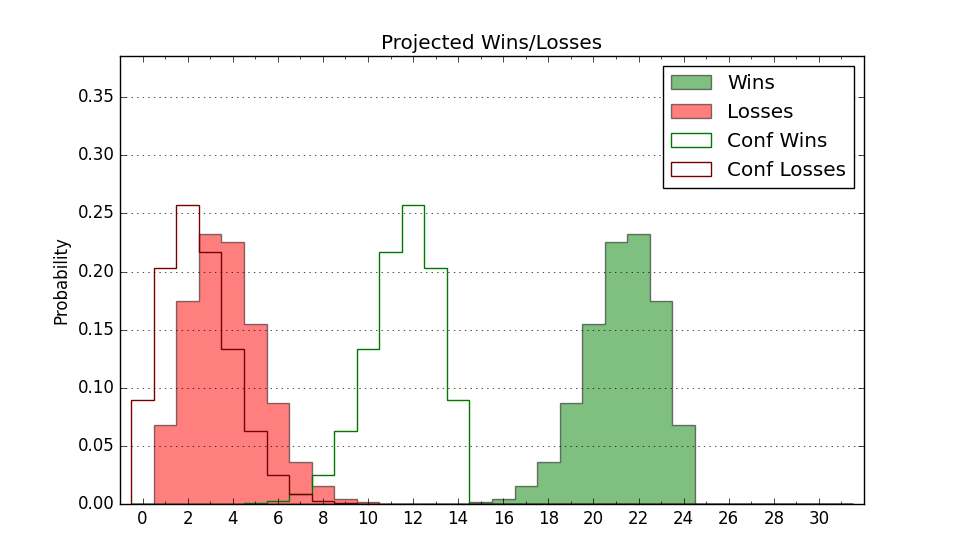 Projected Wins/Losses
Wins
Losses
Conf Wins
Conf Losses
Probability
0.35
0.30
0.25
0.20
0.15
0.10
0.05
0.00
0 2 4 6 8 10 12 14 16 18 20 22 24 26 28 30